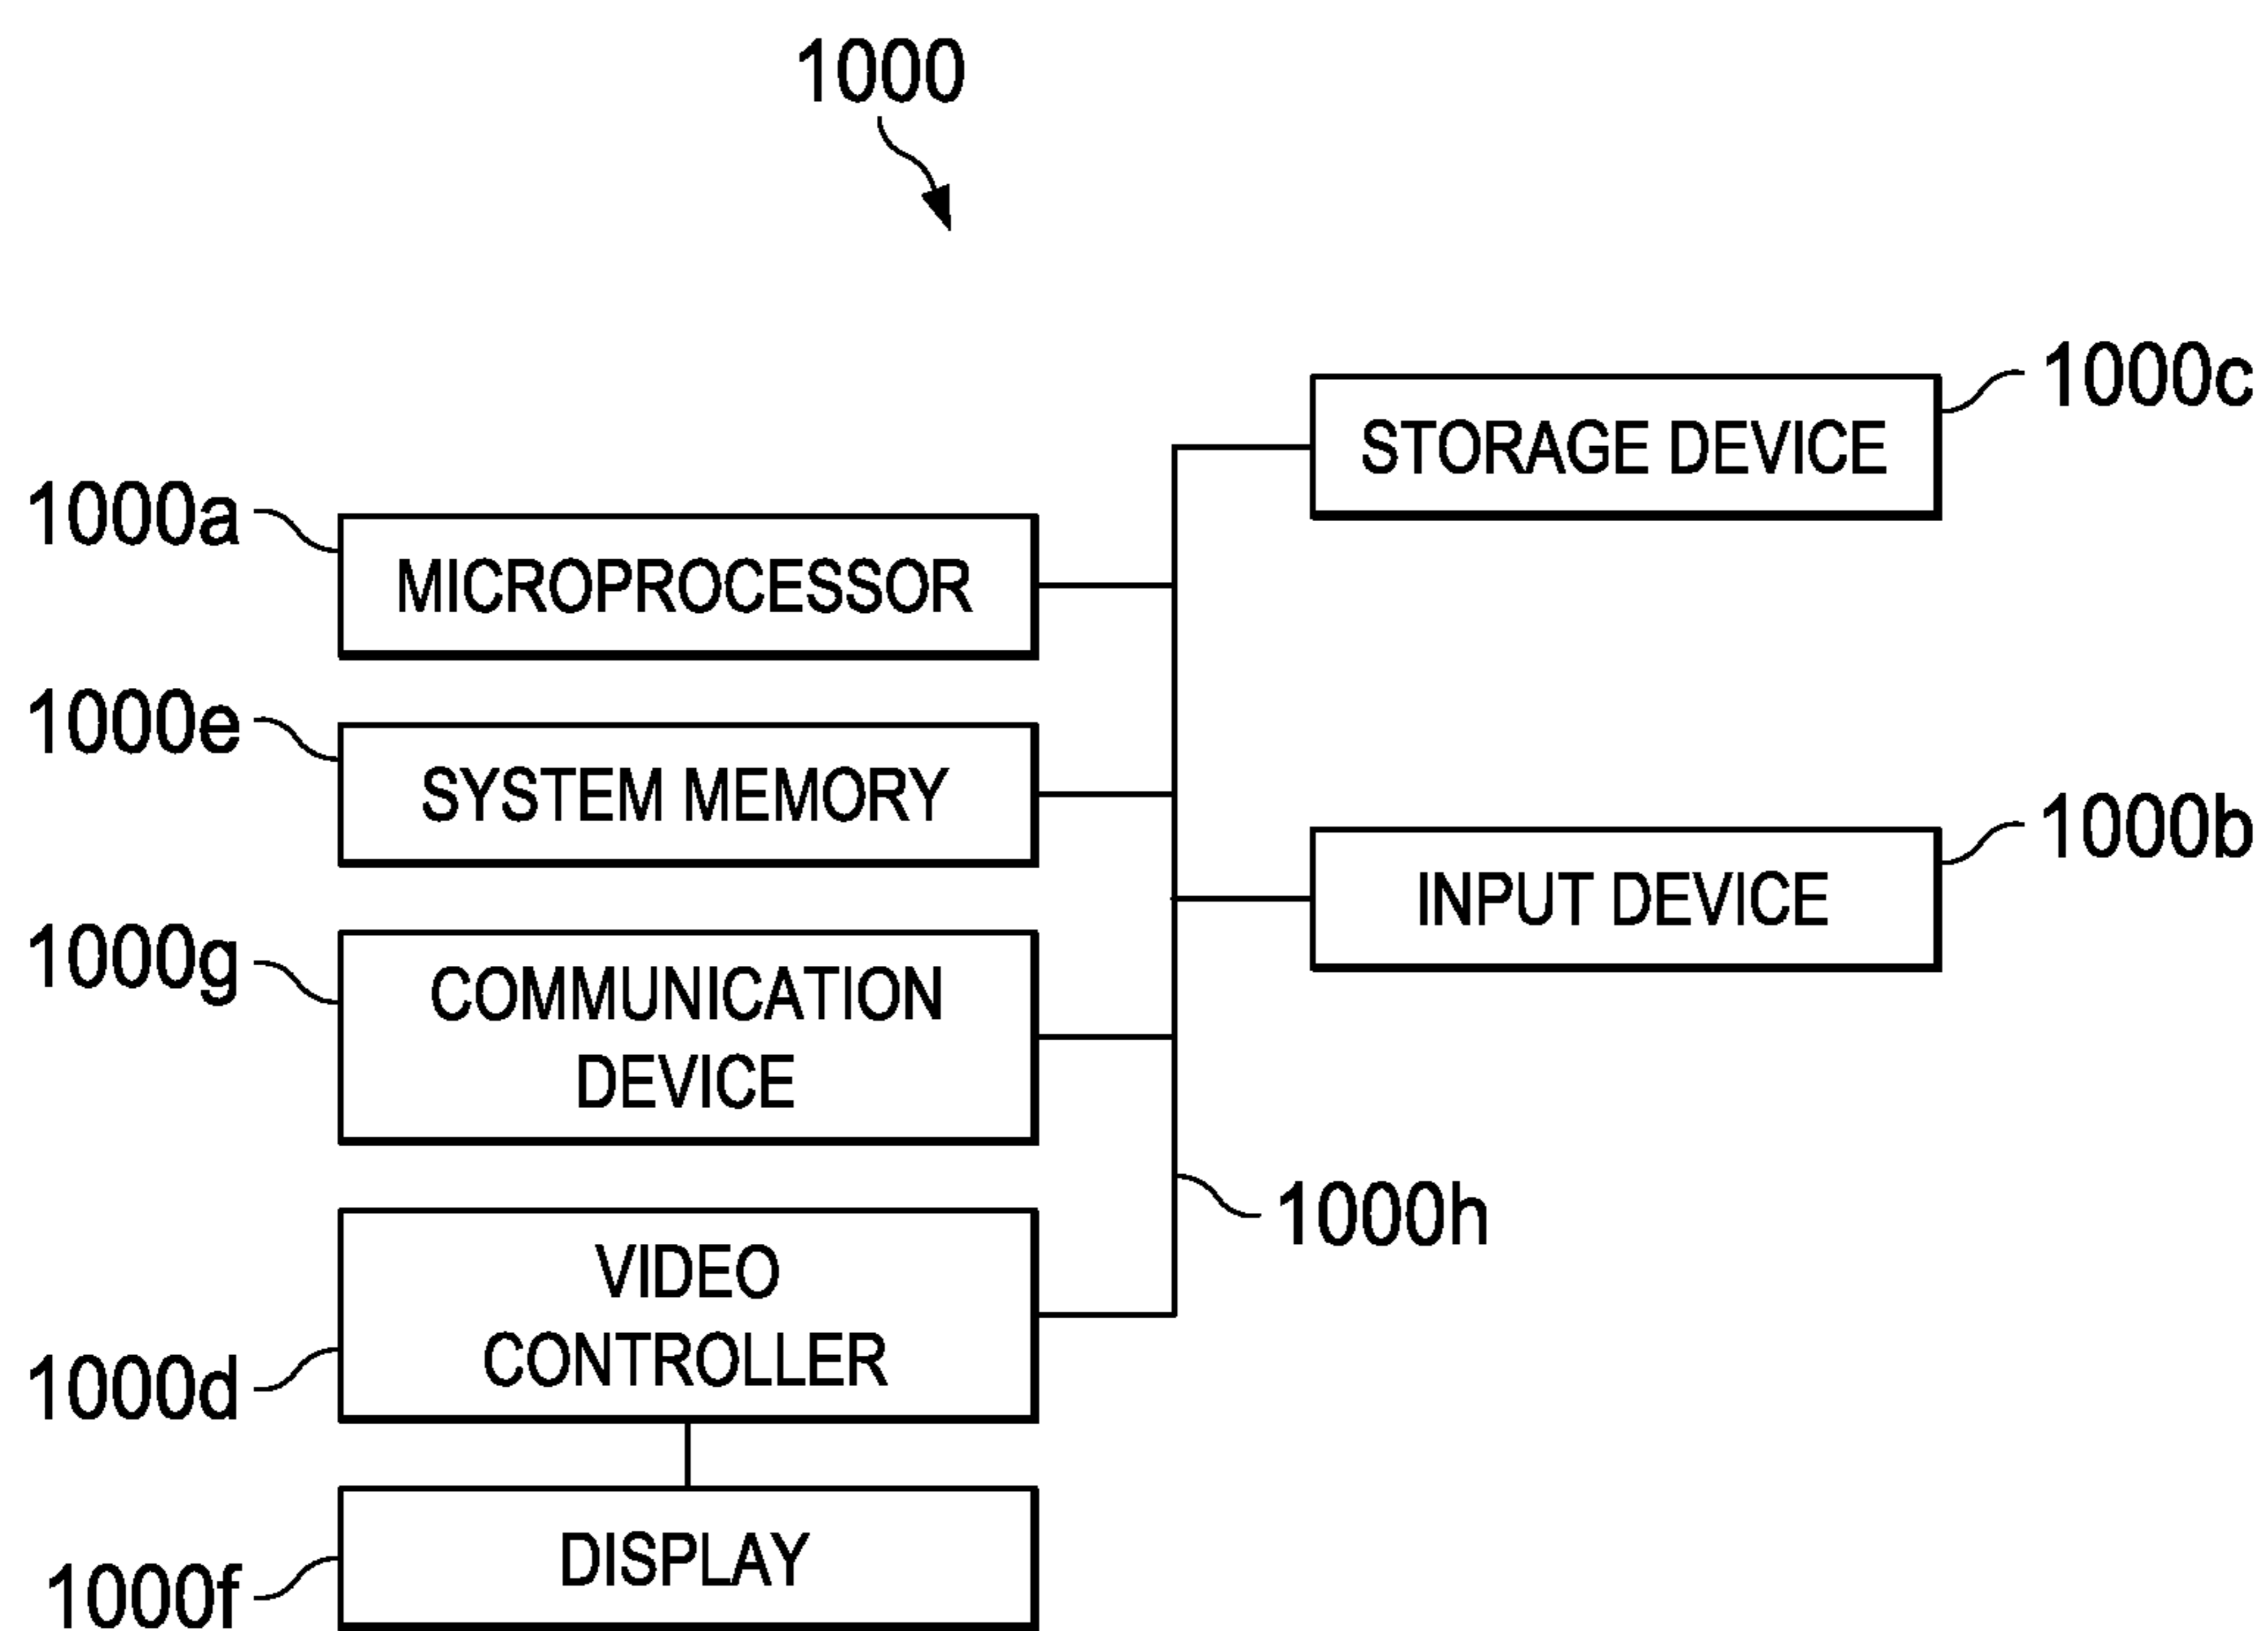 1000
1000c
STORAGE DEVICE
1000a
MICROPROCESSOR
1000e
SYSTEM MEMORY
1000b
INPUT DEVICE
1000g
COMMUNICATION
DEVICE
1000h
VIDEO
CONTROLLER
1000d
DISPLAY
1000f